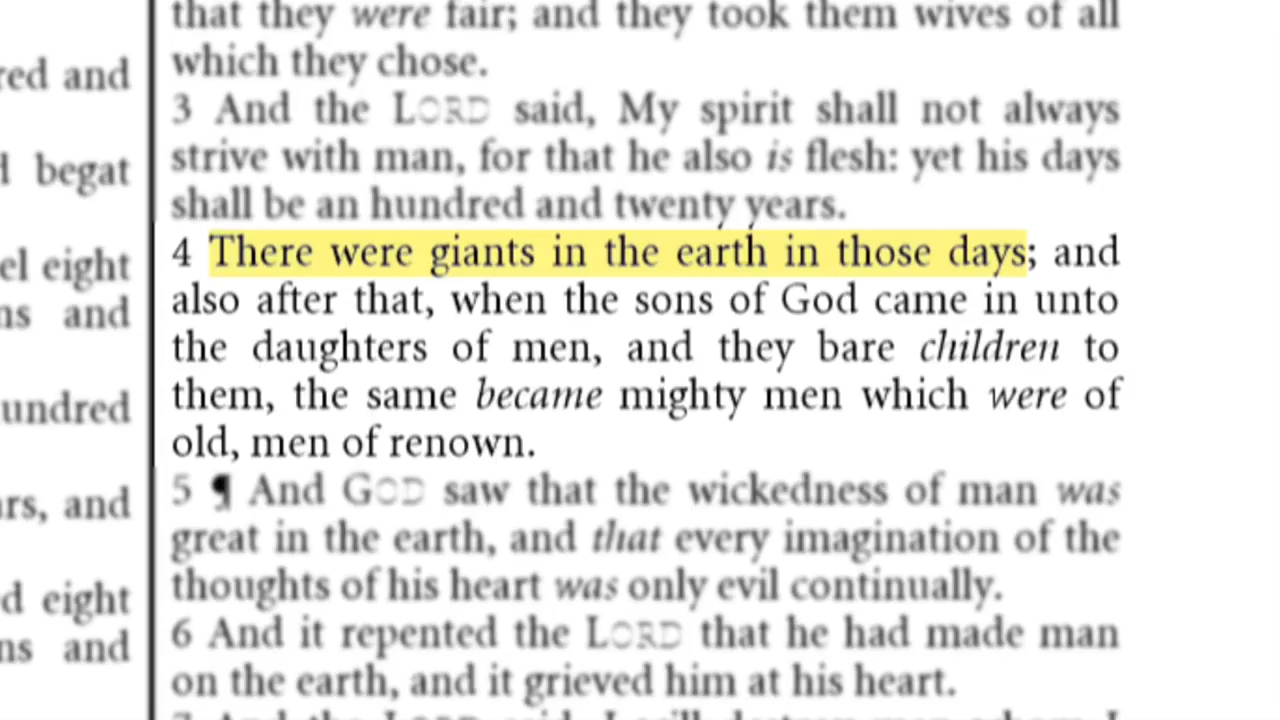 red and
d begat
el eight
ns and
undred
ars, and
d eight
ns and
that they were fair; and they took them wives of all
which they chose.
3 And the LORD said, My spirit shall not always
strive with man, for that he also is flesh: yet his days
shall be an hundred and twenty years.
4 There were giants in the earth in those days; and
also after that, when the sons of God came in unto
the daughters of men, and they bare children to
them, the same became mighty men which were of
old, men of renown.
5 ¶ And GOD saw that the wickedness of man was
great in the earth, and that every imagination of the
thoughts of his heart was only evil continually.
6 And it repented the LORD that he had made man
on the earth, and it grieved him at his heart.